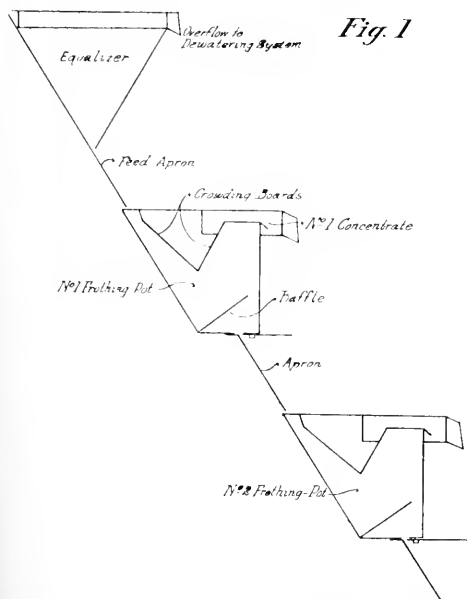 Fig. 1
Overflow to
Dewatering System
Equalizer
Feed Apron
Crowding Boards
No 1 Concentrate
No 1 Frothing Pot
Baffle
Apron
No 2 Frothing-Pot